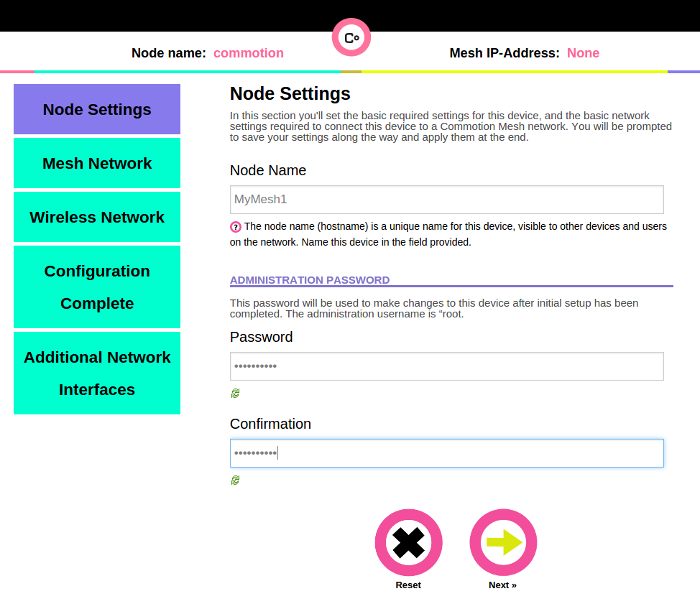 Co
Node name: commotion
Mesh IP-Address: None
Node Settings
Mesh Network
Wireless Network
Configuration
Complete
Additional Network
Interfaces
Node Settings
In this section you'll set the basic required settings for this device, and the basic network
settings required to connect this device to a Commotion Mesh network. You will be prompted
to save your settings along the way and apply them at the end.
Node Name
MyMesh1
? The node name (hostname) is a unique name for this device, visible to other devices and users
on the network. Name this device in the field provided.
ADMINISTRATION PASSWORD
This password will be used to make changes to this device after initial setup has been
completed. The administration username is "root.
Password
••••••••••
Confirmation
••••••••••
Reset
Next »